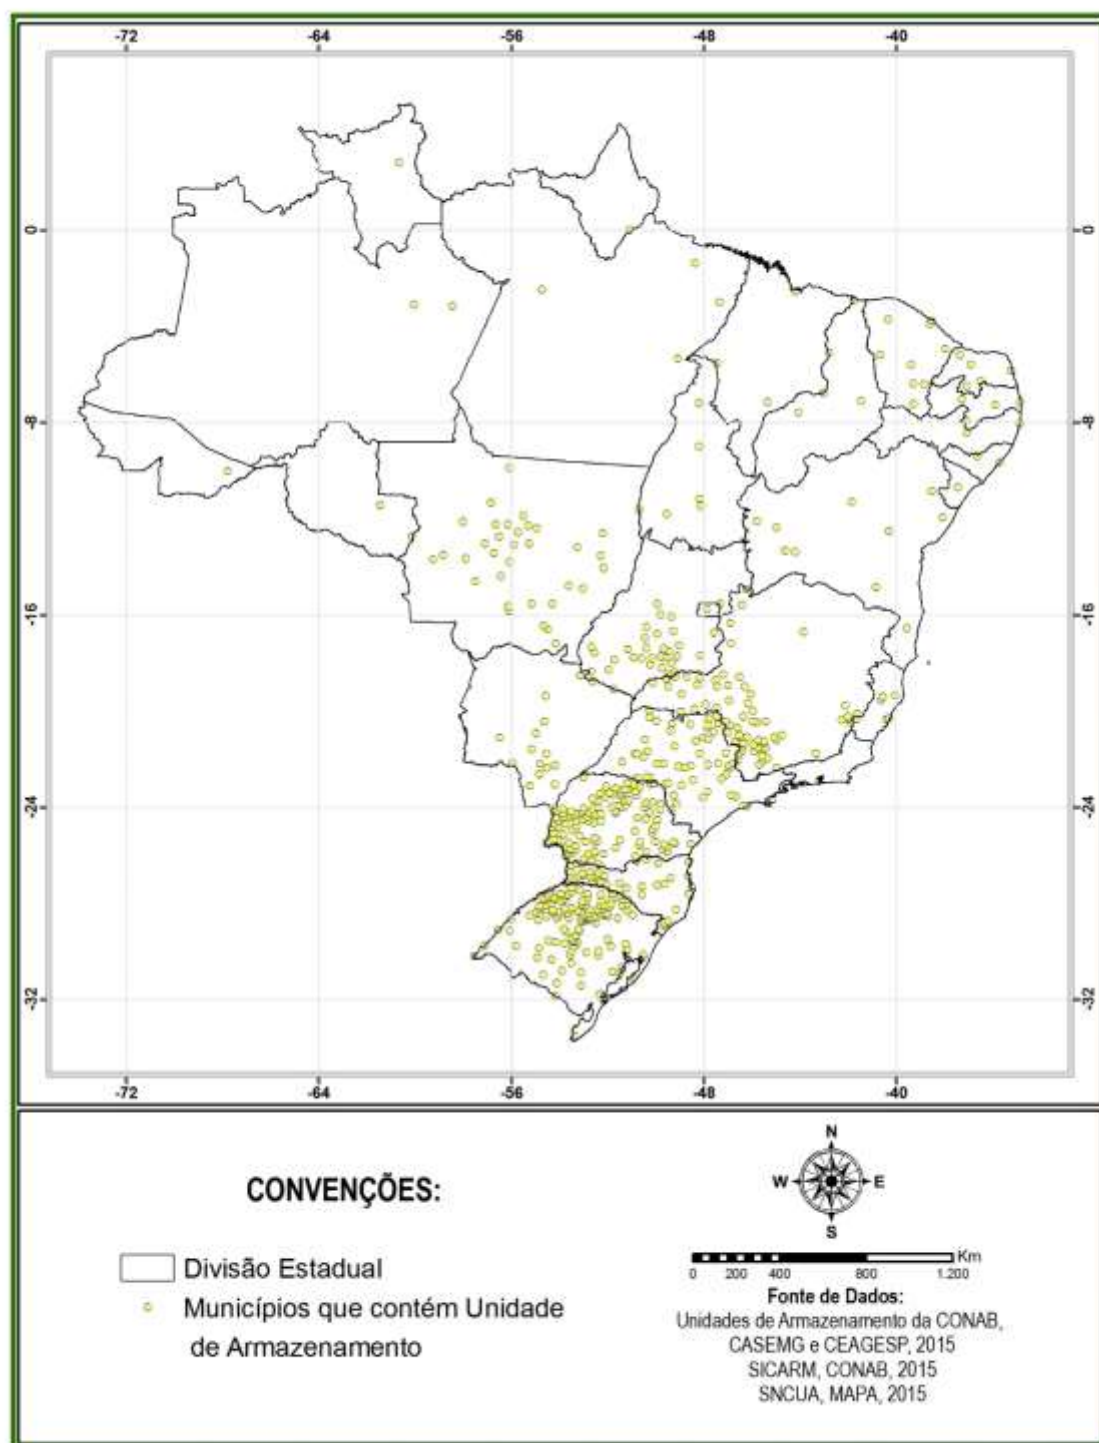 -72 -64 -56 -48 -40
0 0
-8 -8
-16 -16
-24 -24
-32 -32
-72 -64 -56 -48 -40
CONVENÇÕES:
Divisão Estadual
Municípios que contém Unidade
de Armazenamento
N
W E
S
Km
0 200 400 800 1.200
Fonte de Dados:
Unidades de Armazenamento da CONAB,
CASEMG e CEAGESP, 2015
SICARM, CONAB, 2015
SNCUA, MAPA, 2015